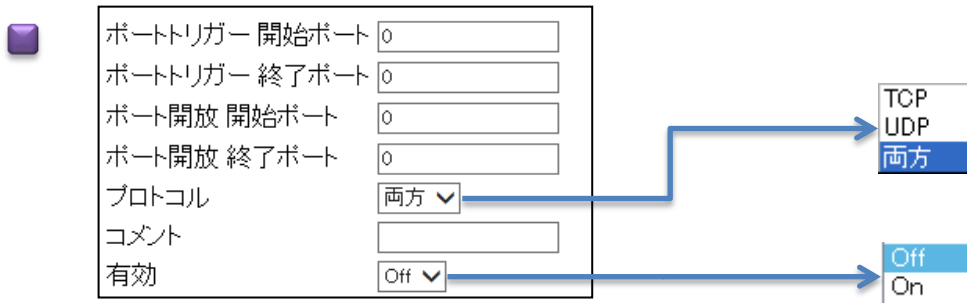 ポートトリガー 開始ポート 0
ポートトリガー 終了ポート 0
ポート開放 開始ポート 0
ポート開放 終了ポート 0
プロトコル 両方
コメント
有効 Off
TCP
UDP
両方
Off
On